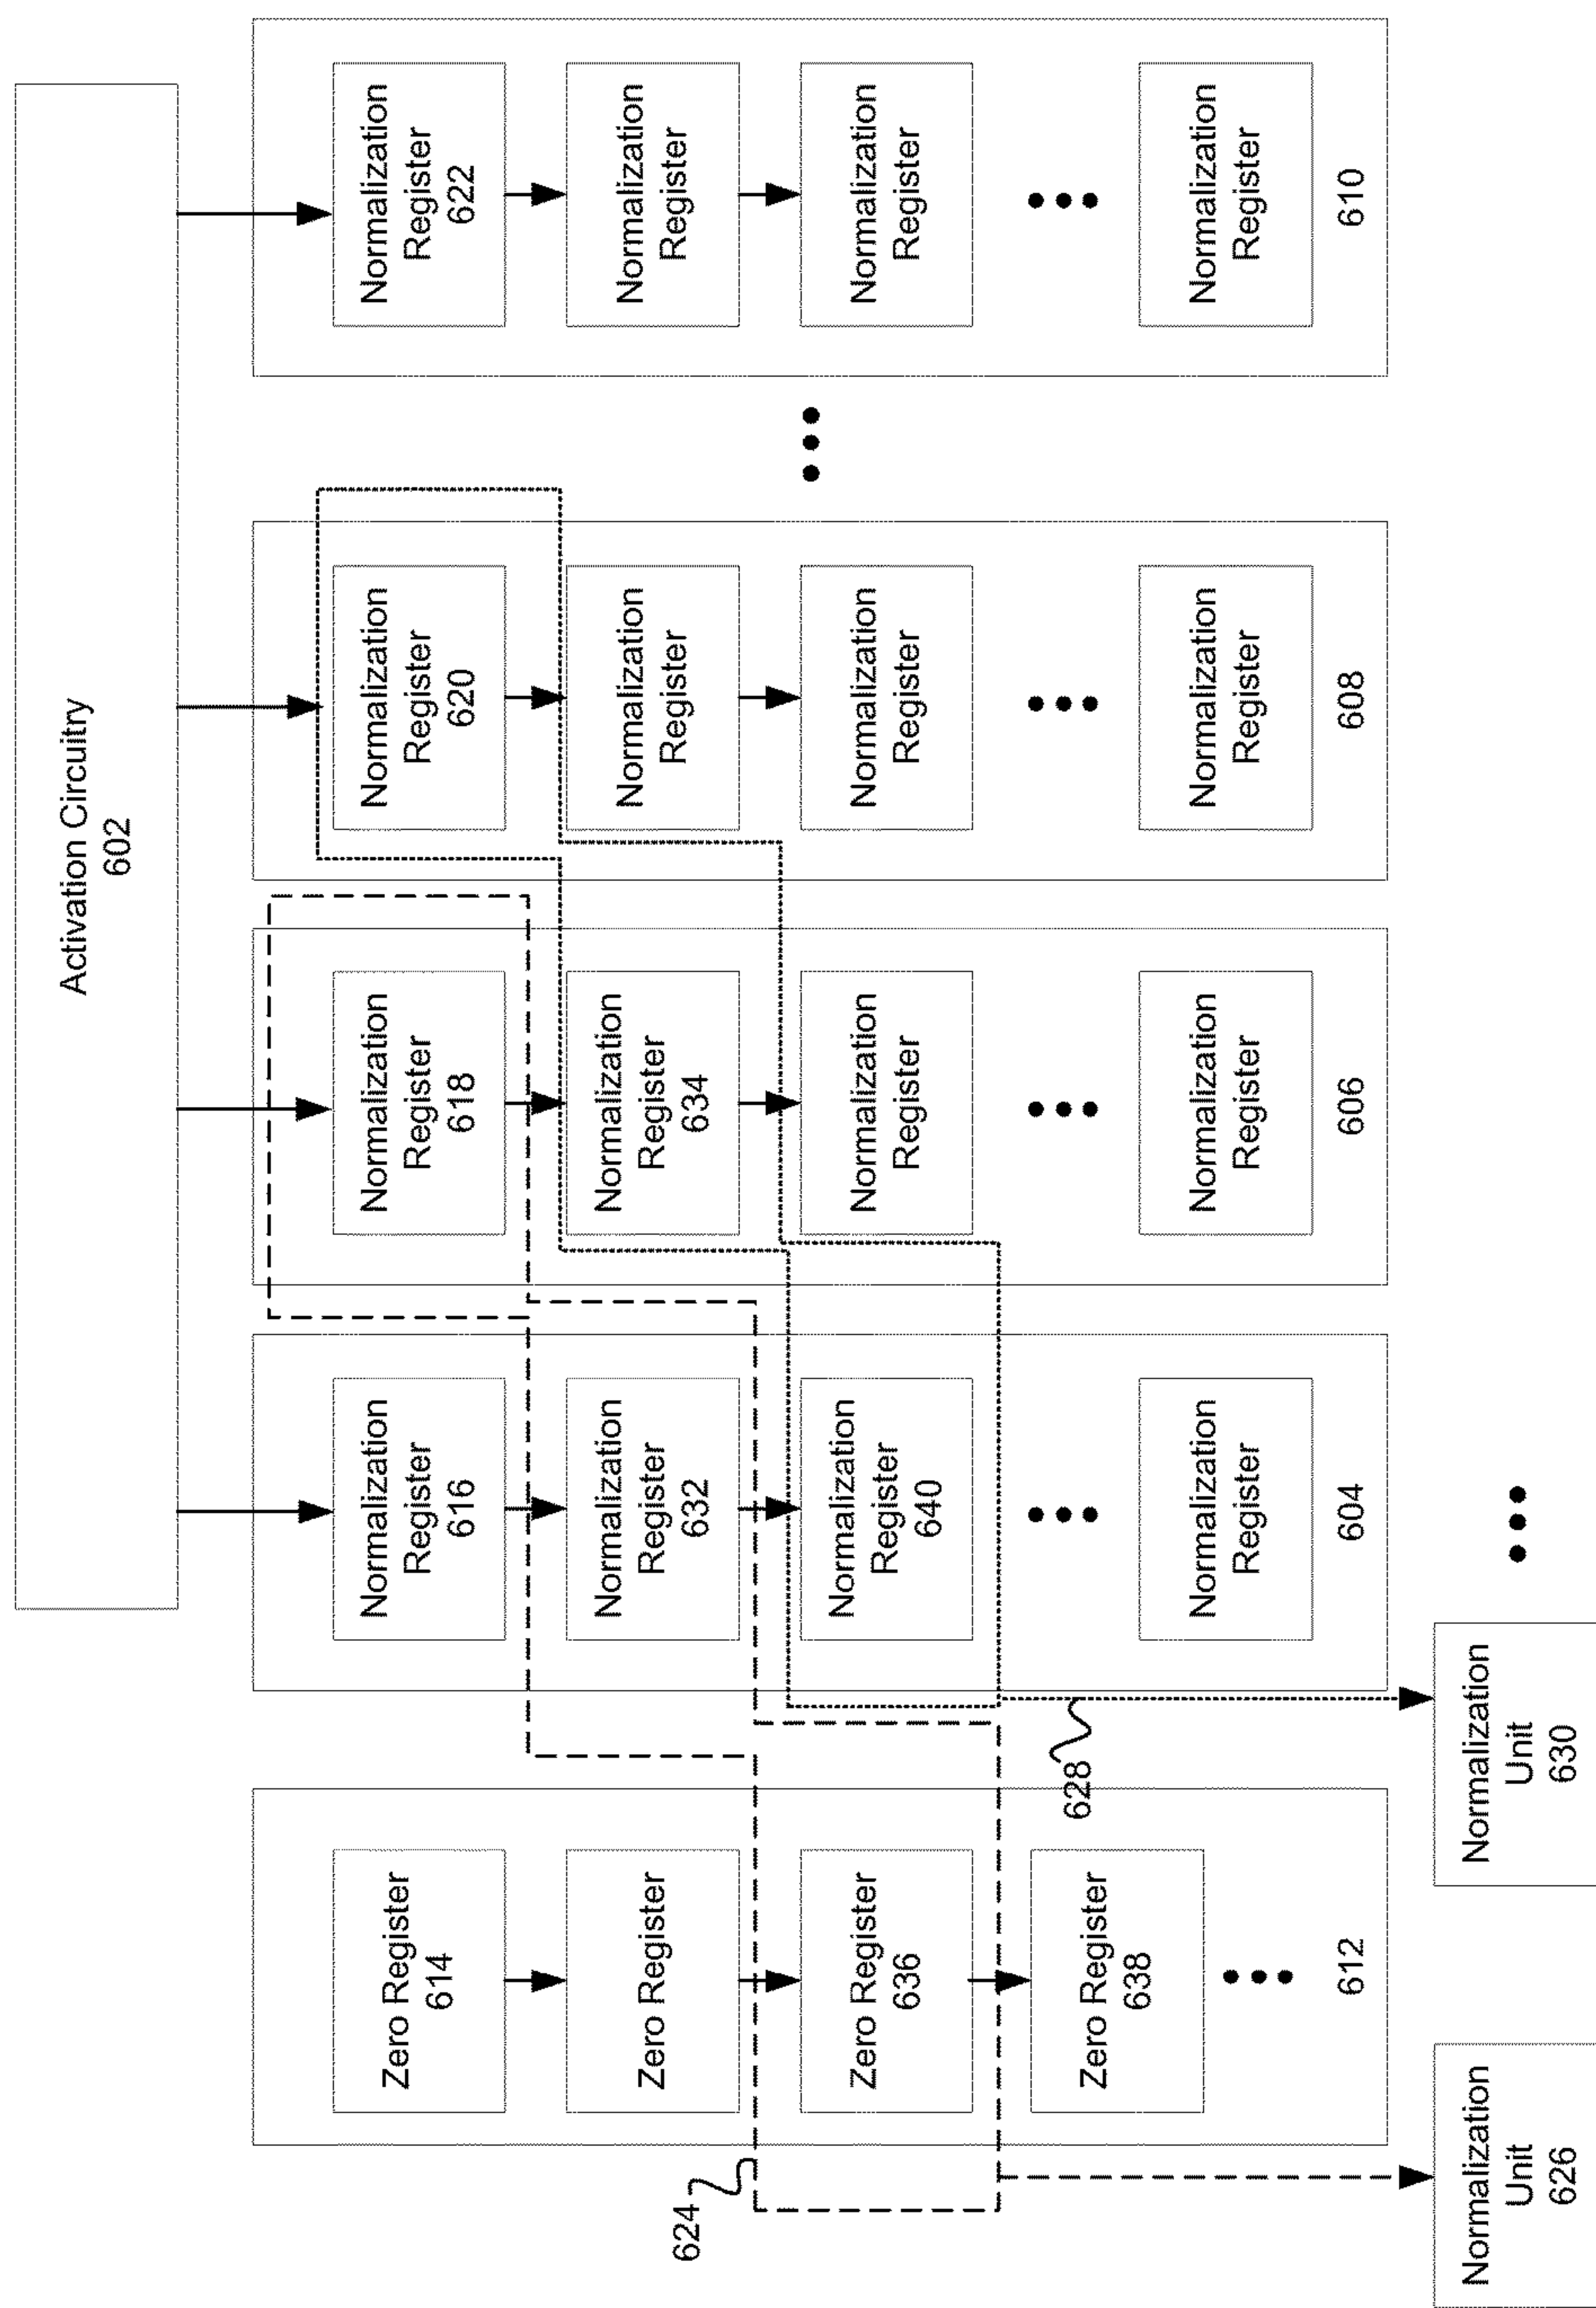 Activation Circuitry
602
Zero Register
614
Zero Register
Zero Register
636
Zero Register
638
612
Normalization
Register
616
Normalization
Register
632
Normalization
Register
640
Normalization
Register
604
Normalization
Register
618
Normalization
Register
634
Normalization
Register
Normalization
Register
606
Normalization
Register
620
Normalization
Register
Normalization
Register
Normalization
Register
608
Normalization
Register
622
Normalization
Register
Normalization
Register
Normalization
Register
610
624
628
Normalization
Unit
626
Normalization
Unit
630